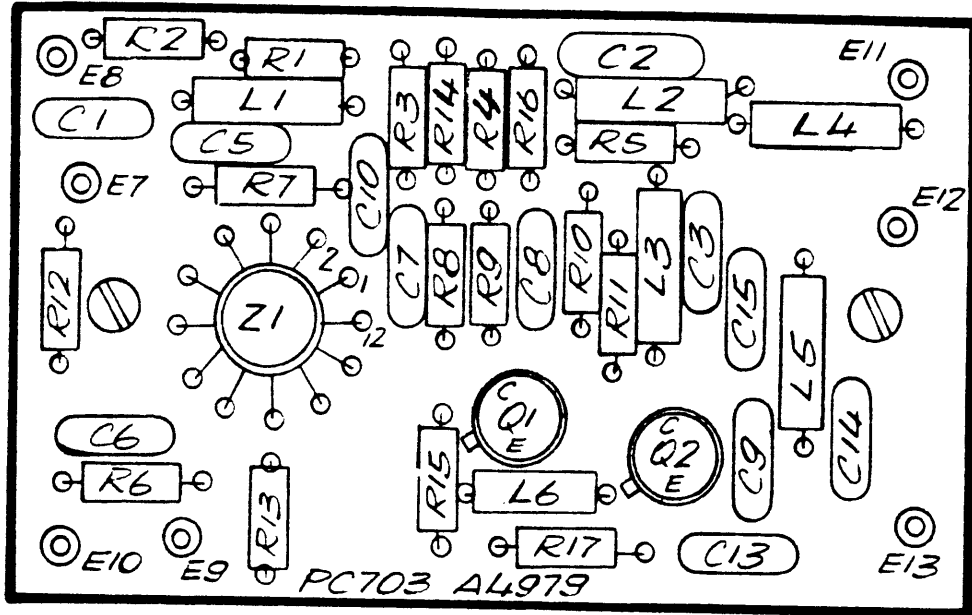 R2
R1
C2
E11
E8
L1
R3
R14
R4
R16
L2
L4
C1
C5
R5
R7
C10
E7
E12
C7
R8
R9
C8
R10
R11
L3
C3
C15
R12
Z1
2
1
12
L5
C6
Q1
C
E
Q2
C
E
C9
C14
R6
R13
R15
L6
R17
C13
E10
E9
E13
PC703 A4979